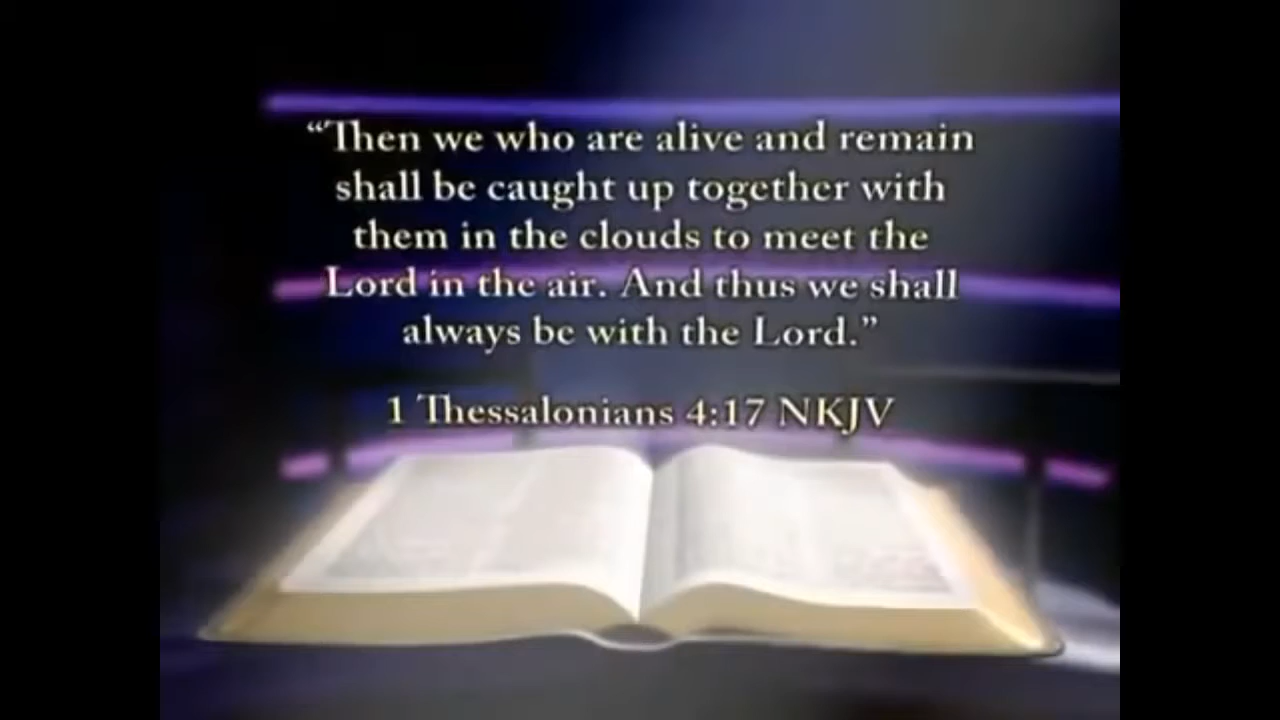 “Then we who are alive and remain
shall be caught up together with
them in the clouds to meet the
Lord in the air. And thus we shall
always be with the Lord.”
1 Thessalonians 4:17 NKJV